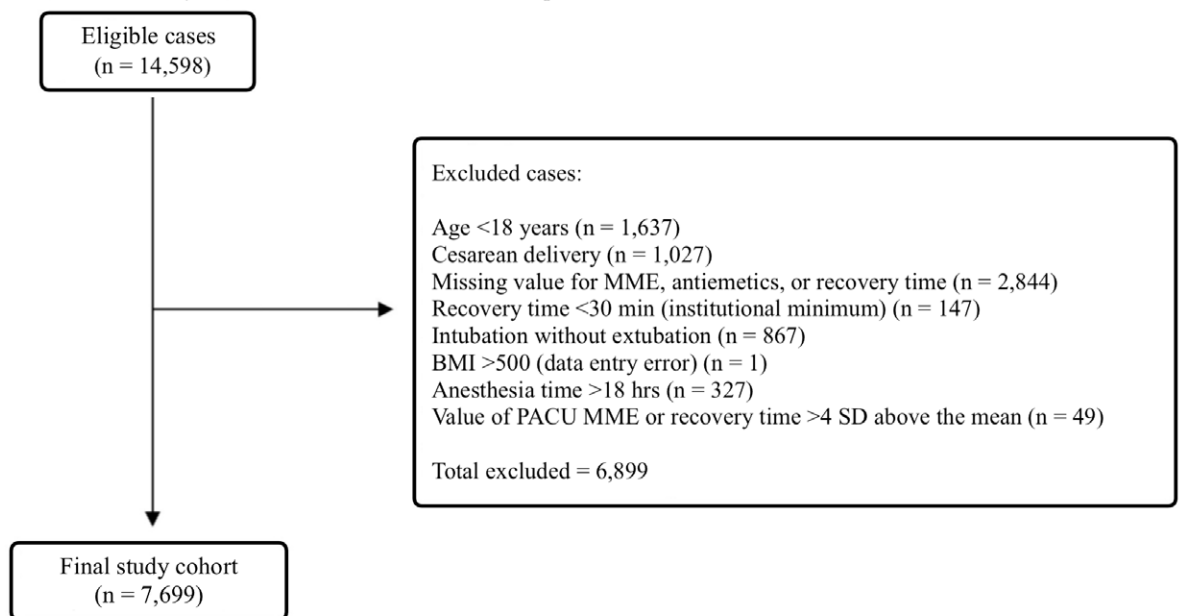 Eligible cases
(n = 14,598)
Excluded cases:
Age <18 years (n = 1,637)
Cesarean delivery (n = 1,027)
Missing value for MME, antiemetics, or recovery time (n = 2,844)
Recovery time <30 min (institutional minimum) (n = 147)
Intubation without extubation (n = 867)
BMI >500 (data entry error) (n = 1)
Anesthesia time >18 hrs (n = 327)
Value of PACU MME or recovery time >4 SD above the mean (n = 49)
Total excluded = 6,899
Final study cohort
(n = 7,699)